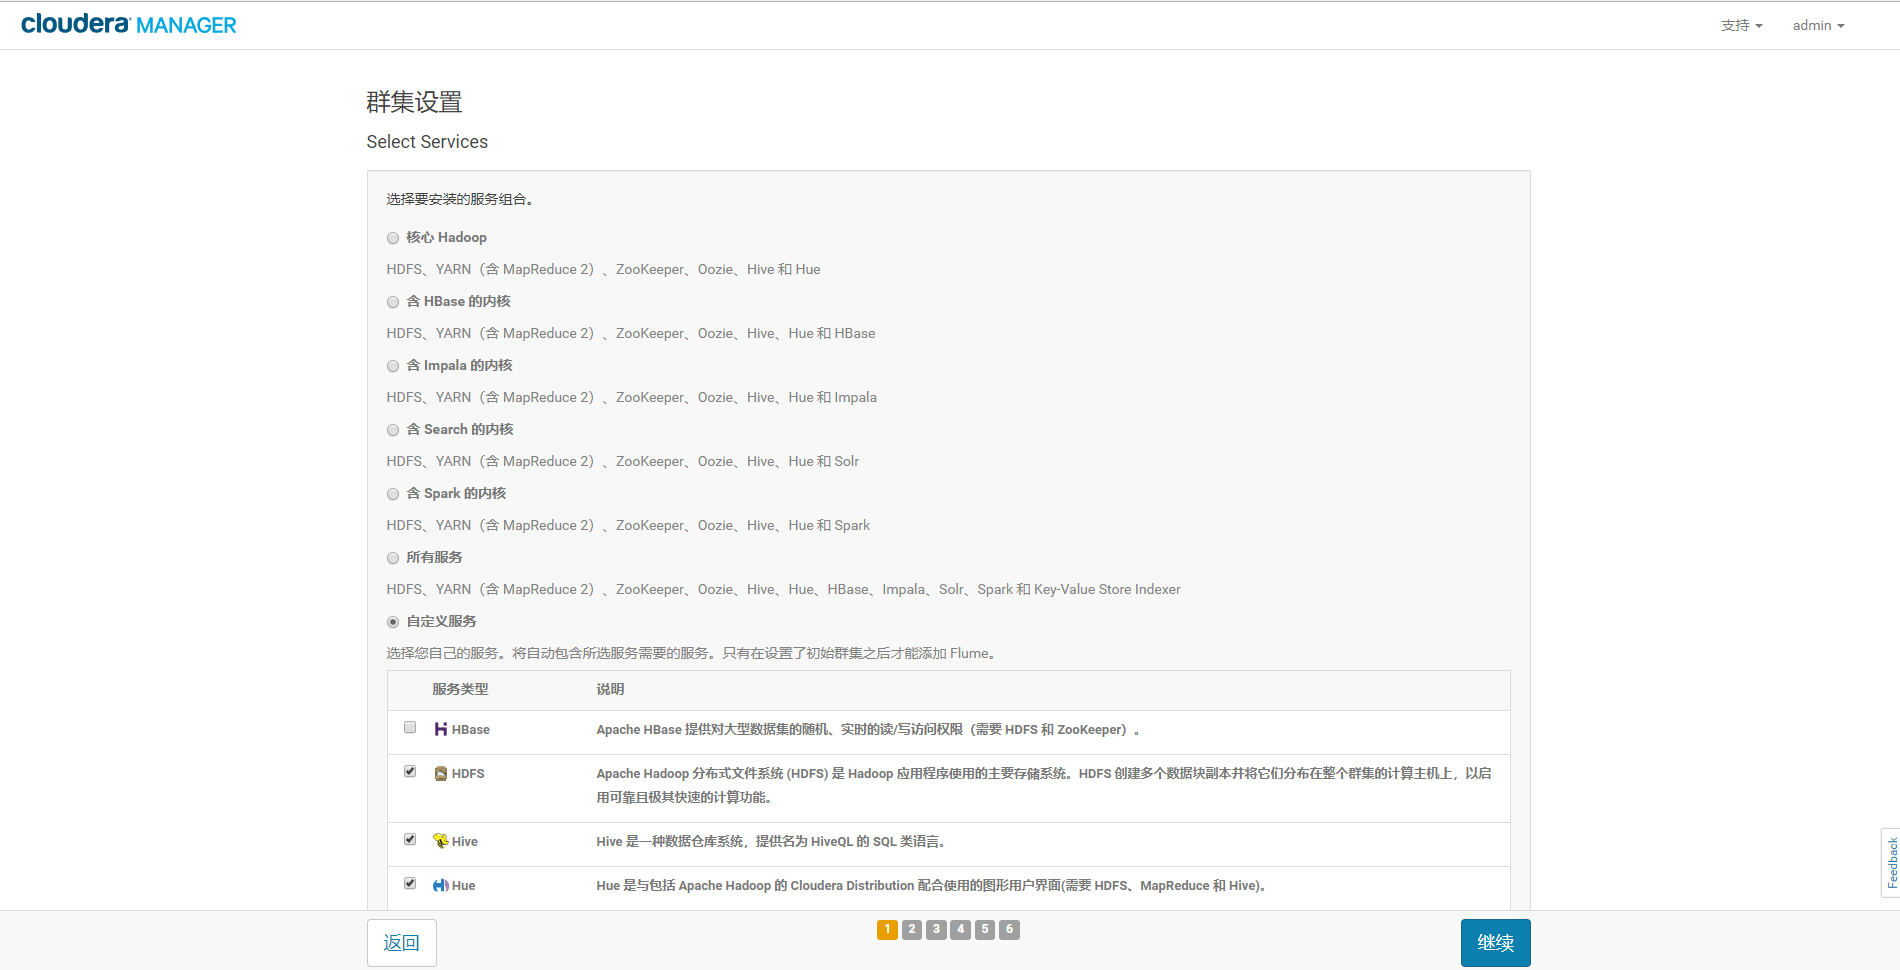 cloudera MANAGER
支持 admin
群集设置
Select Services
选择要安装的服务组合。
核心 Hadoop
HDFS、YARN（含 MapReduce 2）、ZooKeeper、Oozie、Hive 和 Hue
含 HBase 的内核
HDFS、YARN（含 MapReduce 2）、ZooKeeper、Oozie、Hive、Hue 和 HBase
含 Impala 的内核
HDFS、YARN（含 MapReduce 2）、ZooKeeper、Oozie、Hive、Hue 和 Impala
含 Search 的内核
HDFS、YARN（含 MapReduce 2）、ZooKeeper、Oozie、Hive、Hue 和 Solr
含 Spark 的内核
HDFS、YARN（含 MapReduce 2）、ZooKeeper、Oozie、Hive、Hue 和 Spark
所有服务
HDFS、YARN（含 MapReduce 2）、ZooKeeper、Oozie、Hive、Hue、HBase、Impala、Solr、Spark 和 Key-Value Store Indexer
自定义服务
选择您自己的服务。将自动包含所选服务需要的服务。只有在设置了初始群集之后才能添加 Flume。
服务类型 说明
HBase Apache HBase 提供对大型数据集的随机、实时的读/写访问权限（需要 HDFS 和 ZooKeeper）。
HDFS Apache Hadoop 分布式文件系统 (HDFS) 是 Hadoop 应用程序使用的主要存储系统。HDFS 创建多个数据块副本并将它们分布在整个群集的计算主机上，以启
用可靠且极其快速的计算功能。
Hive Hive 是一种数据仓库系统，提供名为 HiveQL 的 SQL 类语言。
Hue Hue 是与包括 Apache Hadoop 的 Cloudera Distribution 配合使用的图形用户界面(需要 HDFS、MapReduce 和 Hive)。
Feedback
返回 1 2 3 4 5 6 继续